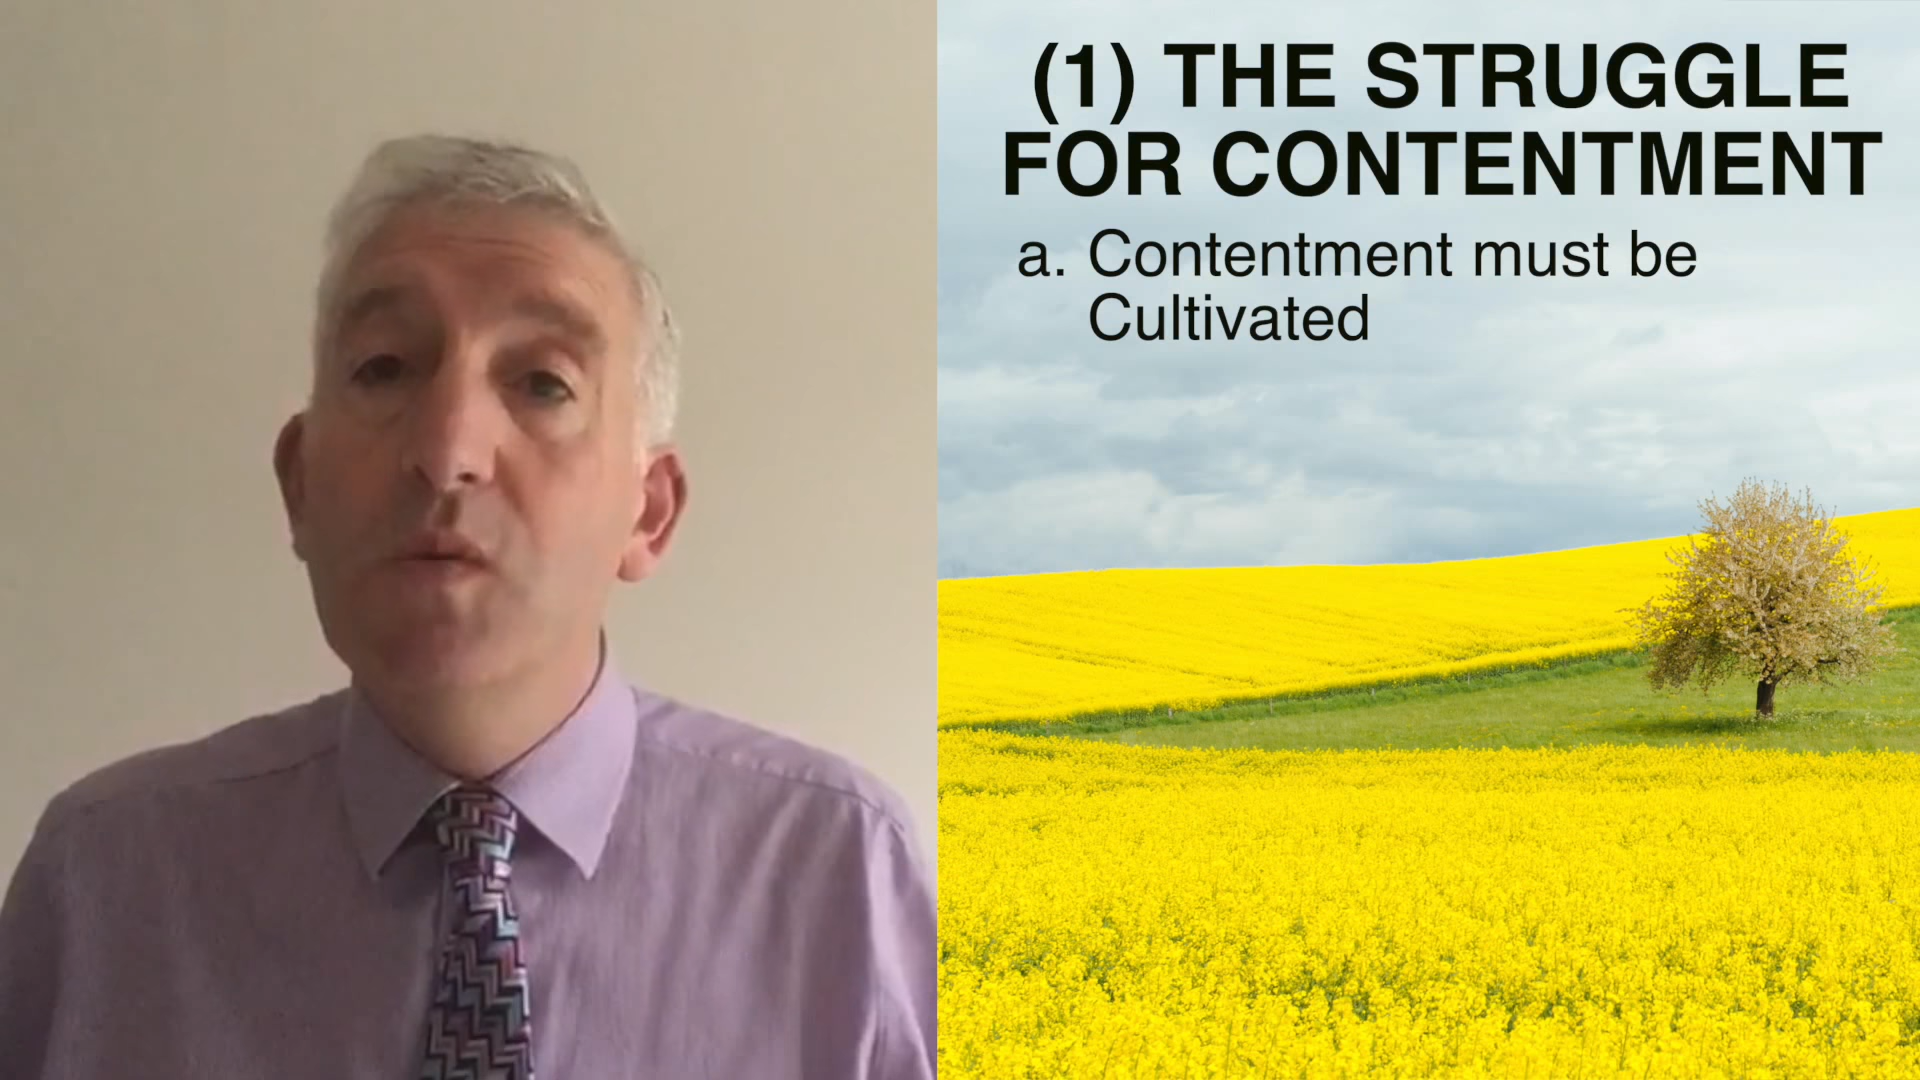 (1) THE STRUGGLE
FOR CONTENTMENT
a. Contentment must be
Cultivated